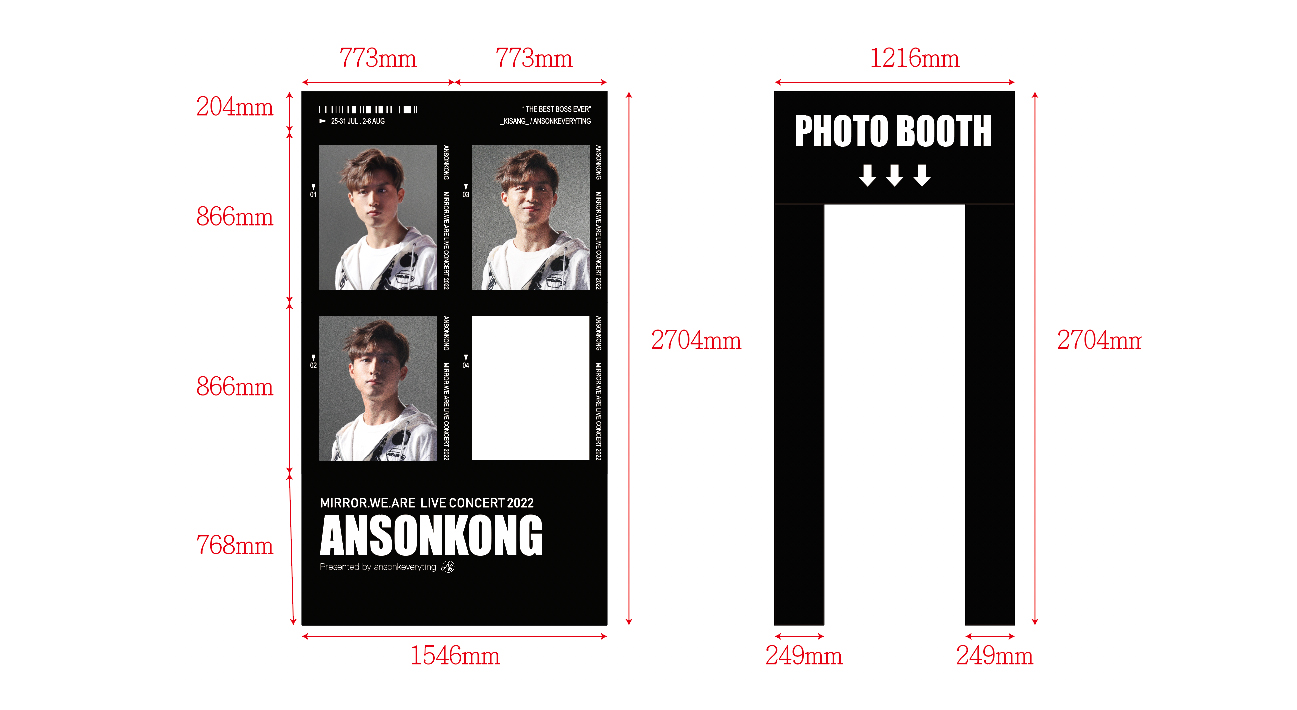 773mm
773mm
1216mm
204mm
866mm
866mm
768mm
25-31 JUL . 2-6 AUG
" THE BEST BOSS EVER"
_KISANG_ / ANSONKEVERYTING
01
ANSONKONG MIRROR.WE.ARE LIVE CONCERT 2022
03
ANSONKONG MIRROR.WE.ARE LIVE CONCERT 2022
02
ANSONKONG MIRROR.WE.ARE LIVE CONCERT 2022
04
ANSONKONG MIRROR.WE.ARE LIVE CONCERT 2022
MIRROR.WE.ARE LIVE CONCERT 2022
ANSONKONG
Presented by ansonkeveryting
1546mm
2704mm
PHOTO BOOTH
2704mm
249mm
249mm